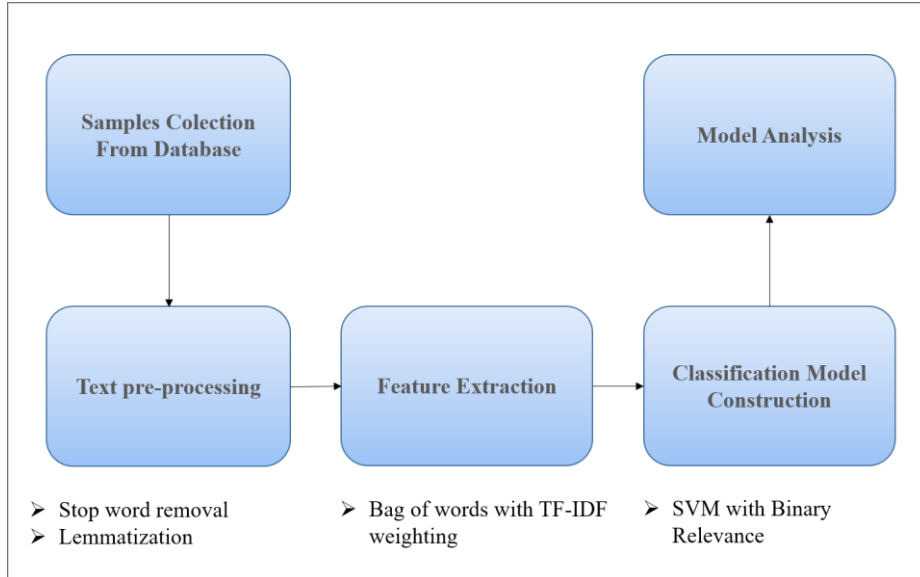 Samples Colection
From Database
Model Analysis
Text pre-processing
Feature Extraction
Classification Model
Construction
➢ Stop word removal
➢ Lemmatization
➢ Bag of words with TF-IDF
weighting
➢ SVM with Binary
Relevance